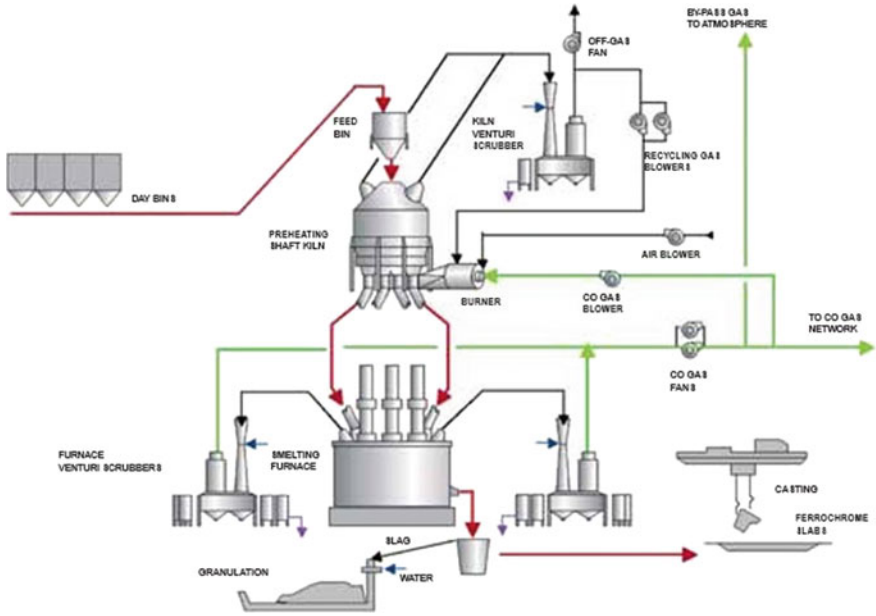 BY-PASS GAS
TO ATMOSPHERE
OFF-GAS
FAN
FEED
BIN
KILN
VENTURI
SCRUBBER
RECYCLING GAS
BLOWERS
DAY BINS
PREHEATING
SHAFT KILN
AIR BLOWER
BURNER
CO GAS
BLOWER
TO CO GAS
NETWORK
CO GAS
FANS
FURNACE
VENTURI SCRUBBERS
SMELTING
FURNACE
CASTING
FERROCHROME
SLABS
SLAG
GRANULATION
WATER